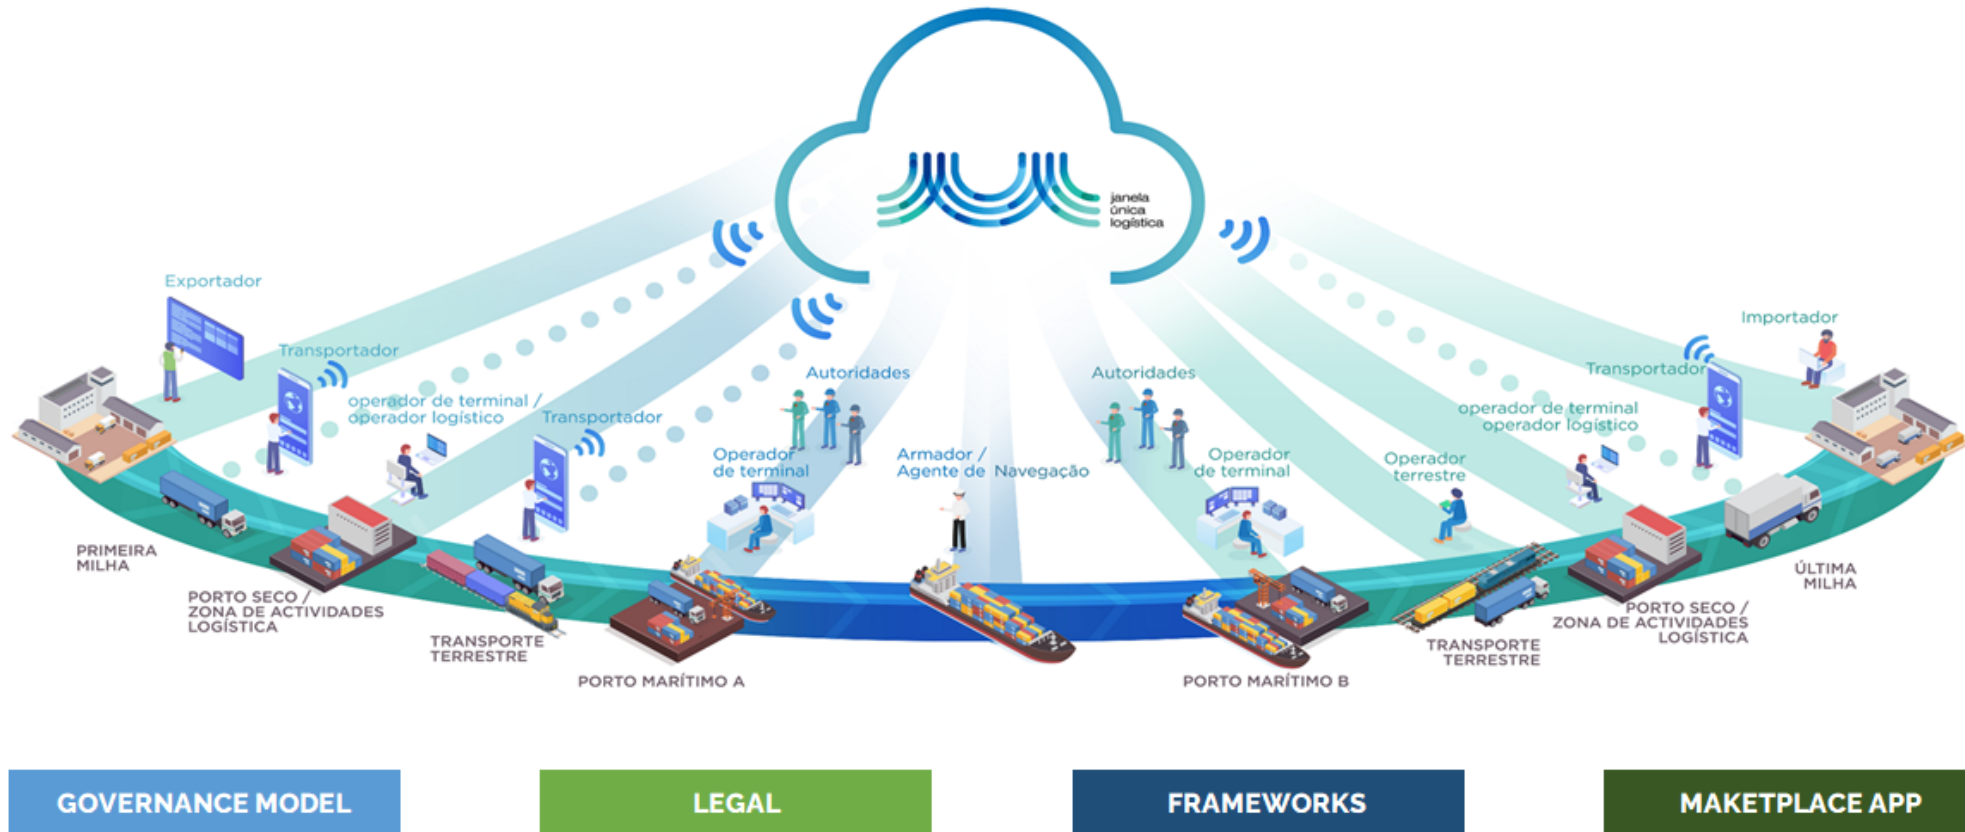 janela
única
logística
Exportador
Transportador
operador de terminal /
operador logístico
Transportador
Autoridades
Operador
de terminal
Armador /
Agente de Navegação
Autoridades
Operador
de terminal
Operador
terrestre
operador de terminal
operador logístico
Transportador
Importador
PRIMEIRA
MILHA
PORTO SECO /
ZONA DE ACTIVIDADES
LOGÍSTICA
TRANSPORTE
TERRESTRE
PORTO MARÍTIMO A
PORTO MARÍTIMO B
TRANSPORTE
TERRESTRE
PORTO SECO /
ZONA DE ACTIVIDADES
LOGÍSTICA
ÚLTIMA
MILHA
GOVERNANCE MODEL
LEGAL
FRAMEWORKS
MAKETPLACE APP